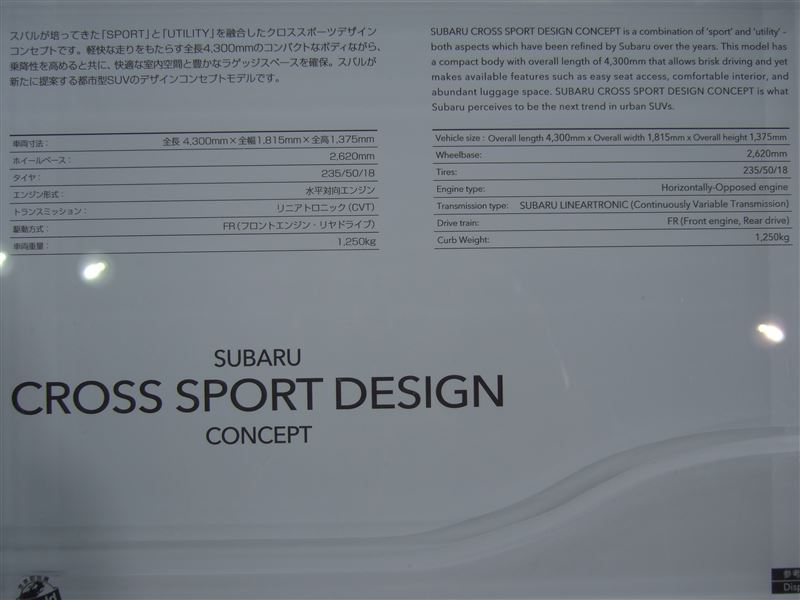 スバルが培ってきた「SPORT」と「UTILITY」を融合したクロススポーツデザイン
コンセプトです。軽快な走りをもたらす全長4,300mmのコンパクトなボディながら、
乗降性を高めると共に、快適な室内空間と豊かなラゲッジスペースを確保。スバルが
新たに提案する都市型SUVのデザインコンセプトモデルです。
車両寸法： 全長 4,300mm×全幅1,815mm×全高1,375mm
ホイールベース： 2,620mm
タイヤ： 235/50/18
エンジン形式： 水平対向エンジン
トランスミッション： リニアトロニック（CVT）
駆動方式： FR（フロントエンジン・リヤドライブ）
車両重量： 1,250kg
SUBARU CROSS SPORT DESIGN CONCEPT is a combination of 'sport' and 'utility' -
both aspects which have been refined by Subaru over the years. This model has
a compact body with overall length of 4,300mm that allows brisk driving and yet
makes available features such as easy seat access, comfortable interior, and
abundant luggage space. SUBARU CROSS SPORT DESIGN CONCEPT is what
Subaru perceives to be the next trend in urban SUVs.
Vehicle size : Overall length 4,300mm x Overall width 1,815mm x Overall height 1,375mm
Wheelbase: 2,620mm
Tires: 235/50/18
Engine type: Horizontally-Opposed engine
Transmission type: SUBARU LINEARTRONIC (Continuously Variable Transmission)
Drive train: FR (Front engine, Rear drive)
Curb Weight: 1,250kg
SUBARU
CROSS SPORT DESIGN
CONCEPT
参考